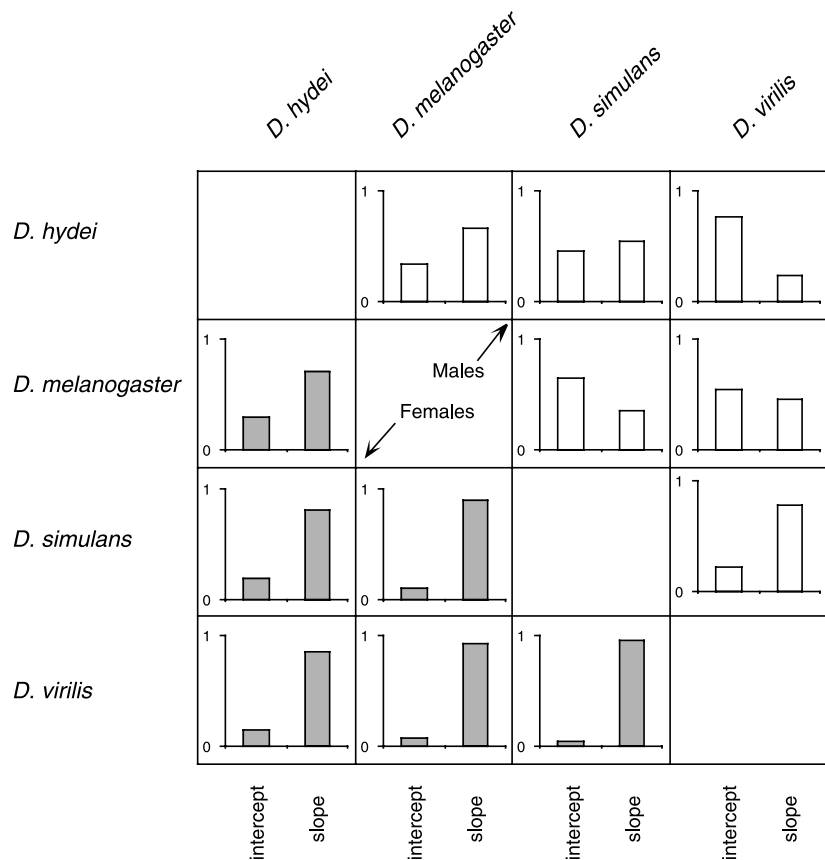 D. hydei
D. melanogaster
D. simulans
D. virilis
D. hydei
1
0
1
0
1
0
D. melanogaster
1
0
Males
Females
1
0
1
0
D. simulans
1
0
1
0
1
0
D. virilis
1
0
1
0
1
0
intercept
slope
intercept
slope
intercept
slope
intercept
slope